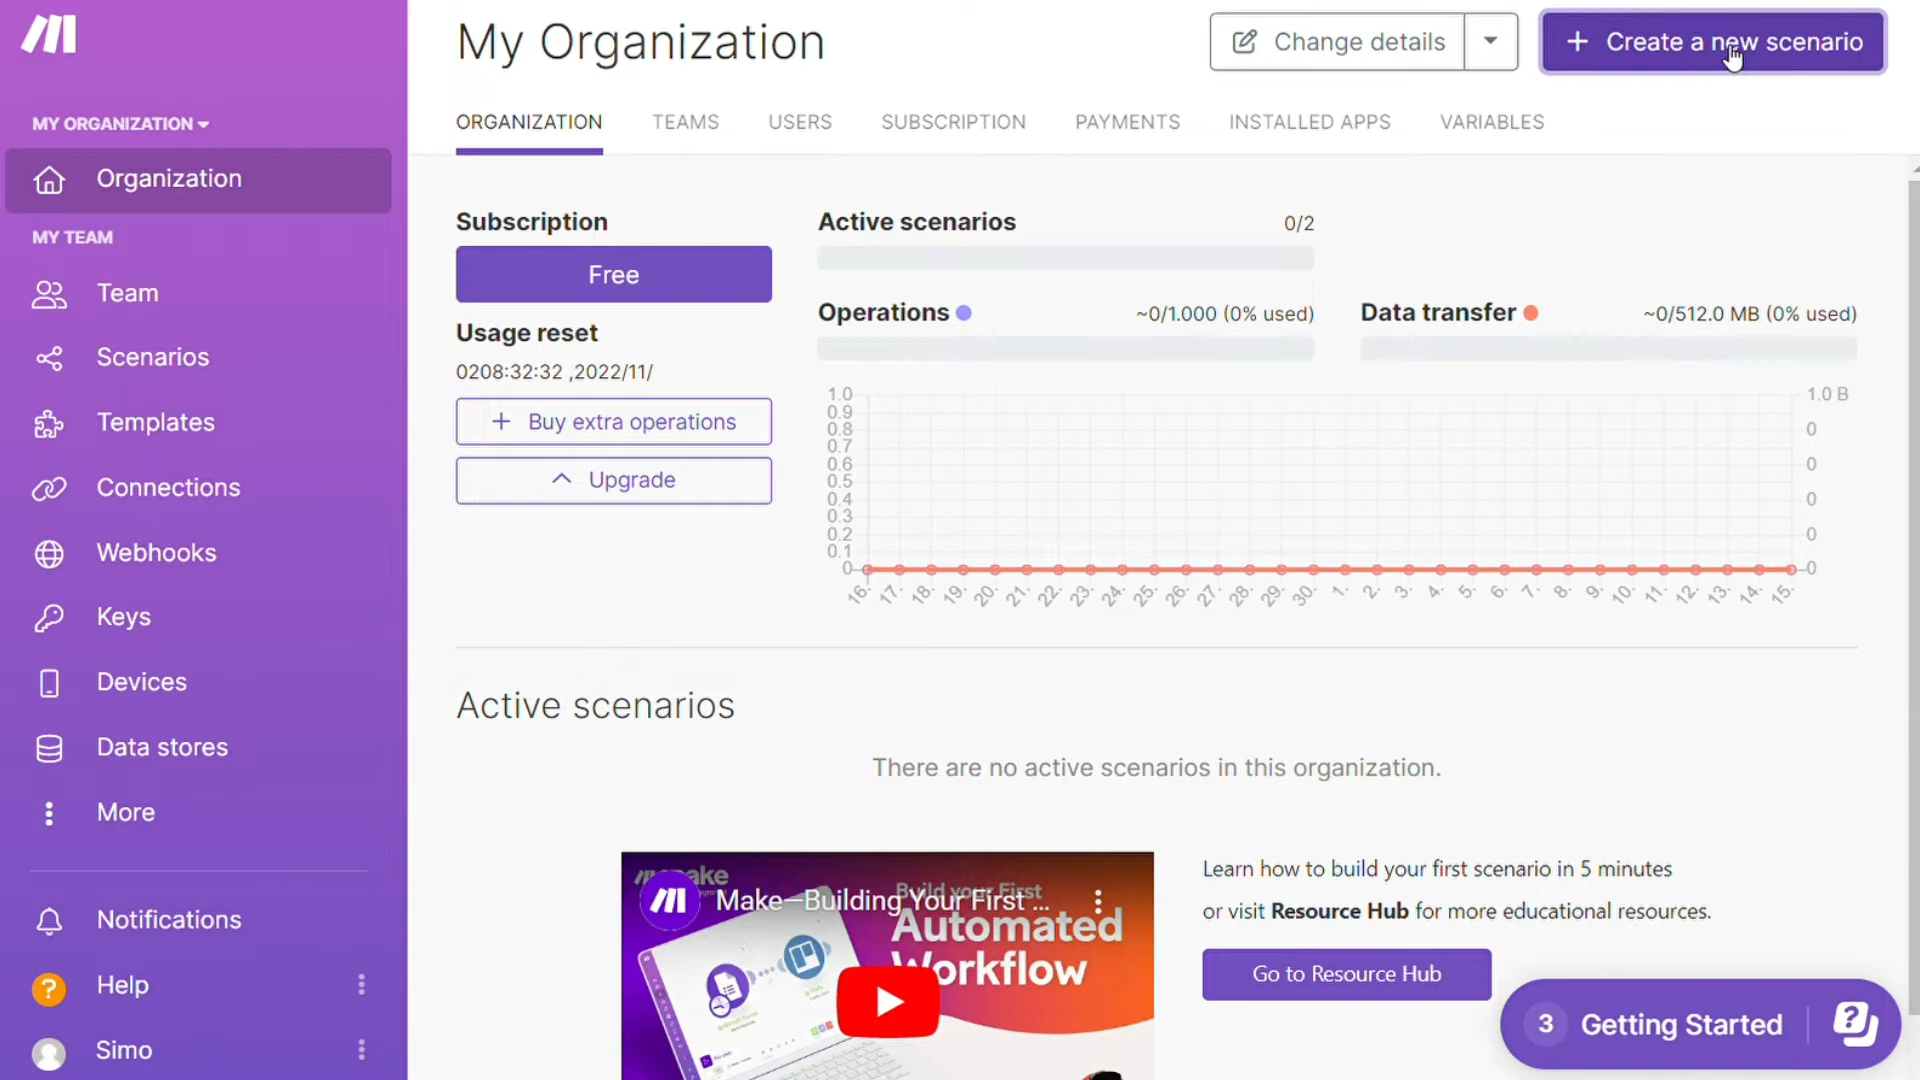 MY ORGANIZATION
Organization
MY TEAM
Team
Scenarios
Templates
Connections
Webhooks
Keys
Devices
Data stores
More
Notifications
? Help
Simo
My Organization
Change details
+ Create a new scenario
ORGANIZATION TEAMS USERS SUBSCRIPTION PAYMENTS INSTALLED APPS VARIABLES
Subscription
Free
Usage reset
0208:32:32 ,2022/11/
+ Buy extra operations
Upgrade
Active scenarios 0/2
Operations ~0/1.000 (0% used)
Data transfer ~0/512.0 MB (0% used)
1.0
0.9
0.8
0.7
0.6
0.5
0.4
0.3
0.2
0.1
0
1.0 B
0
0
0
0
0
16. 17. 18. 19. 20. 21. 22. 23. 24. 25. 26. 27. 28. 29. 30. 1. 2. 3. 4. 5. 6. 7. 8. 9. 10. 11. 12. 13. 14. 15.
Active scenarios
There are no active scenarios in this organization.
Make—Building Your First ...
Build your First
Automated
Workflow
Learn how to build your first scenario in 5 minutes
or visit Resource Hub for more educational resources.
Go to Resource Hub
3 Getting Started ?